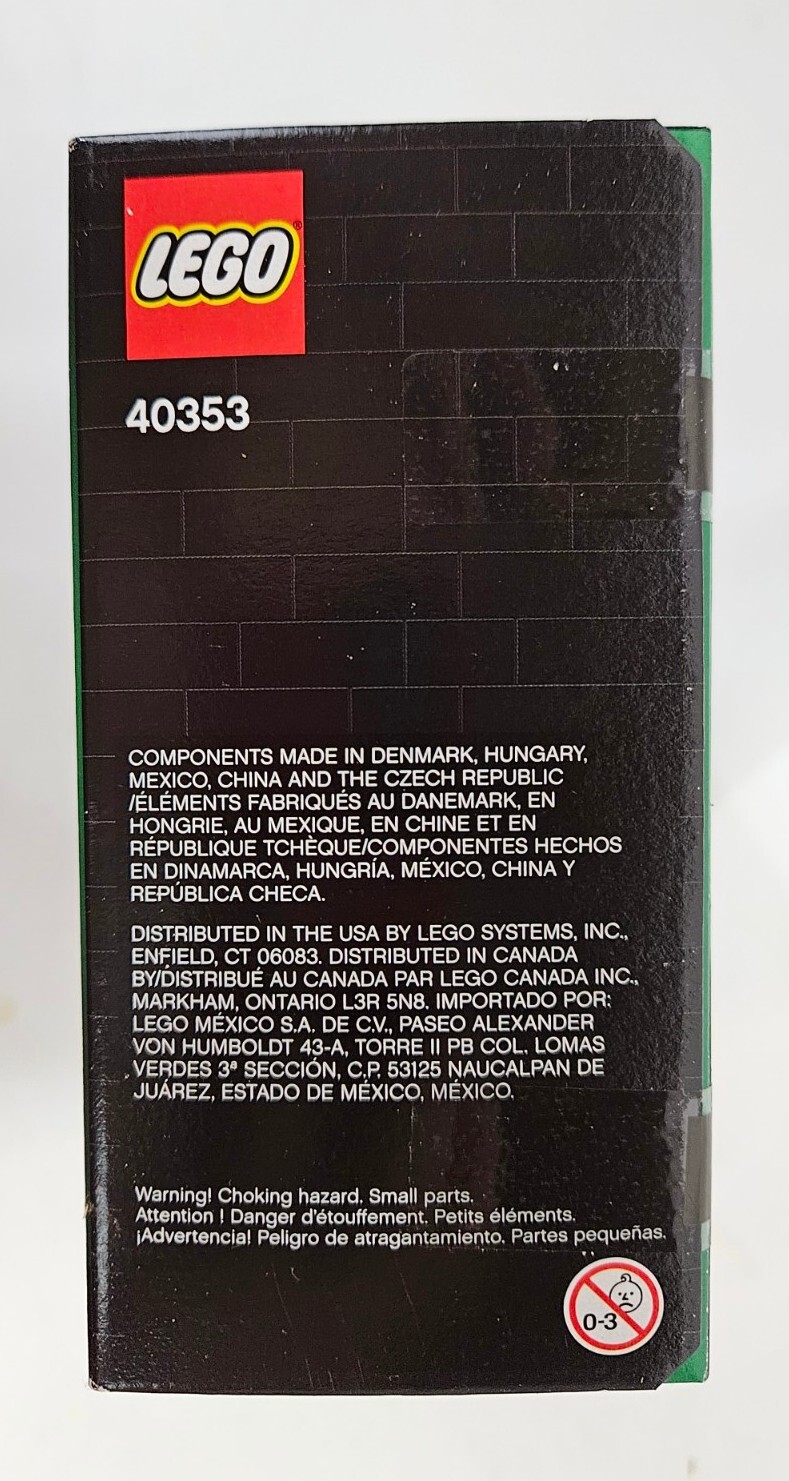 LEGO®
40353
COMPONENTS MADE IN DENMARK, HUNGARY,
MEXICO, CHINA AND THE CZECH REPUBLIC
/ÉLÉMENTS FABRIQUÉS AU DANEMARK, EN
HONGRIE, AU MEXIQUE, EN CHINE ET EN
RÉPUBLIQUE TCHÈQUE/COMPONENTES HECHOS
EN DINAMARCA, HUNGRÍA, MÉXICO, CHINA Y
REPÚBLICA CHECA.
DISTRIBUTED IN THE USA BY LEGO SYSTEMS, INC.,
ENFIELD, CT 06083. DISTRIBUTED IN CANADA
BY/DISTRIBUÉ AU CANADA PAR LEGO CANADA INC.,
MARKHAM, ONTARIO L3R 5N8. IMPORTADO POR:
LEGO MÉXICO S.A. DE C.V., PASEO ALEXANDER
VON HUMBOLDT 43-A, TORRE II PB COL. LOMAS
VERDES 3ª SECCIÓN, C.P. 53125 NAUCALPAN DE
JUÁREZ, ESTADO DE MÉXICO, MÉXICO.
Warning! Choking hazard. Small parts.
Attention ! Danger d'étouffement. Petits éléments.
¡Advertencia! Peligro de atragantamiento. Partes pequeñas.
0-3